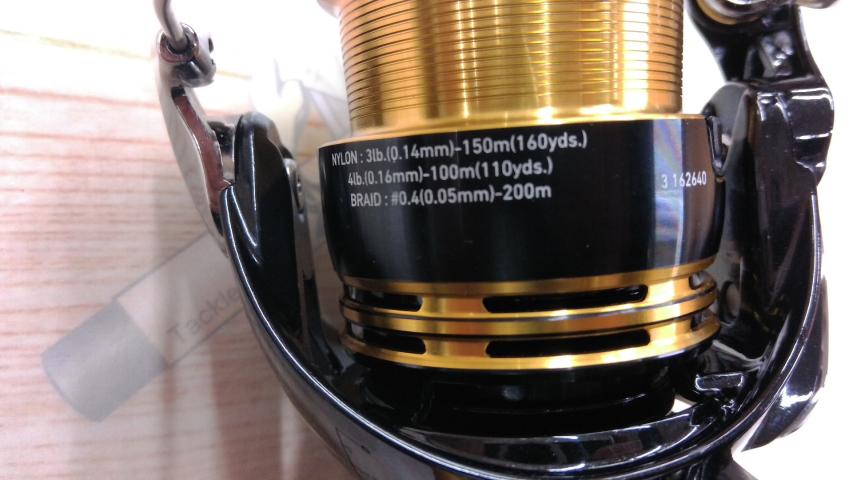 NYLON : 3lb.(0.14mm)-150m(160yds.)
4lb.(0.16mm)-100m(110yds.)
BRAID : #0.4(0.05mm)-200m
3 162640
Tackle